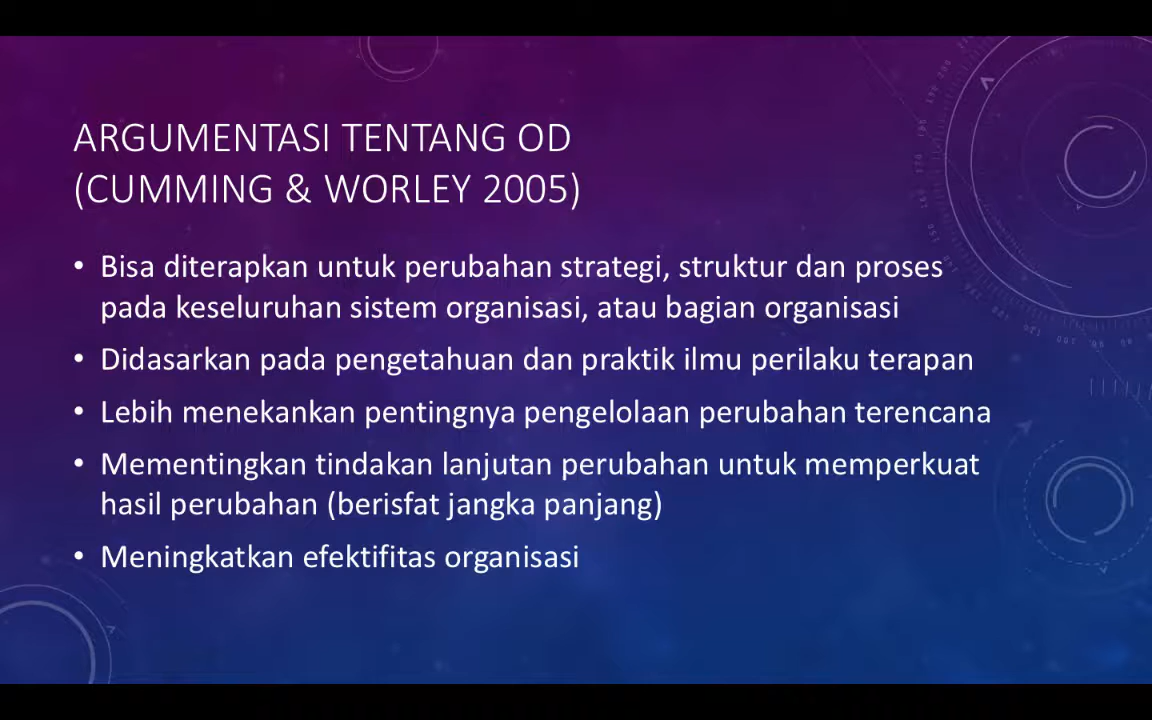 ARGUMENTASI TENTANG OD
(CUMMING & WORLEY 2005)
• Bisa diterapkan untuk perubahan strategi, struktur dan proses
pada keseluruhan sistem organisasi, atau bagian organisasi
• Didasarkan pada pengetahuan dan praktik ilmu perilaku terapan
• Lebih menekankan pentingnya pengelolaan perubahan terencana
• Mementingkan tindakan lanjutan perubahan untuk memperkuat
hasil perubahan (berisfat jangka panjang)
• Meningkatkan efektifitas organisasi